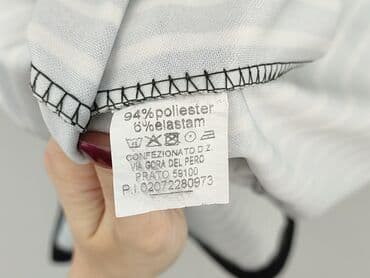 94%poliester
6%elastam
CONFEZIONATO D.Z.
VIA GORA DEL PERO
PRATO 59100
P.I 02072280973